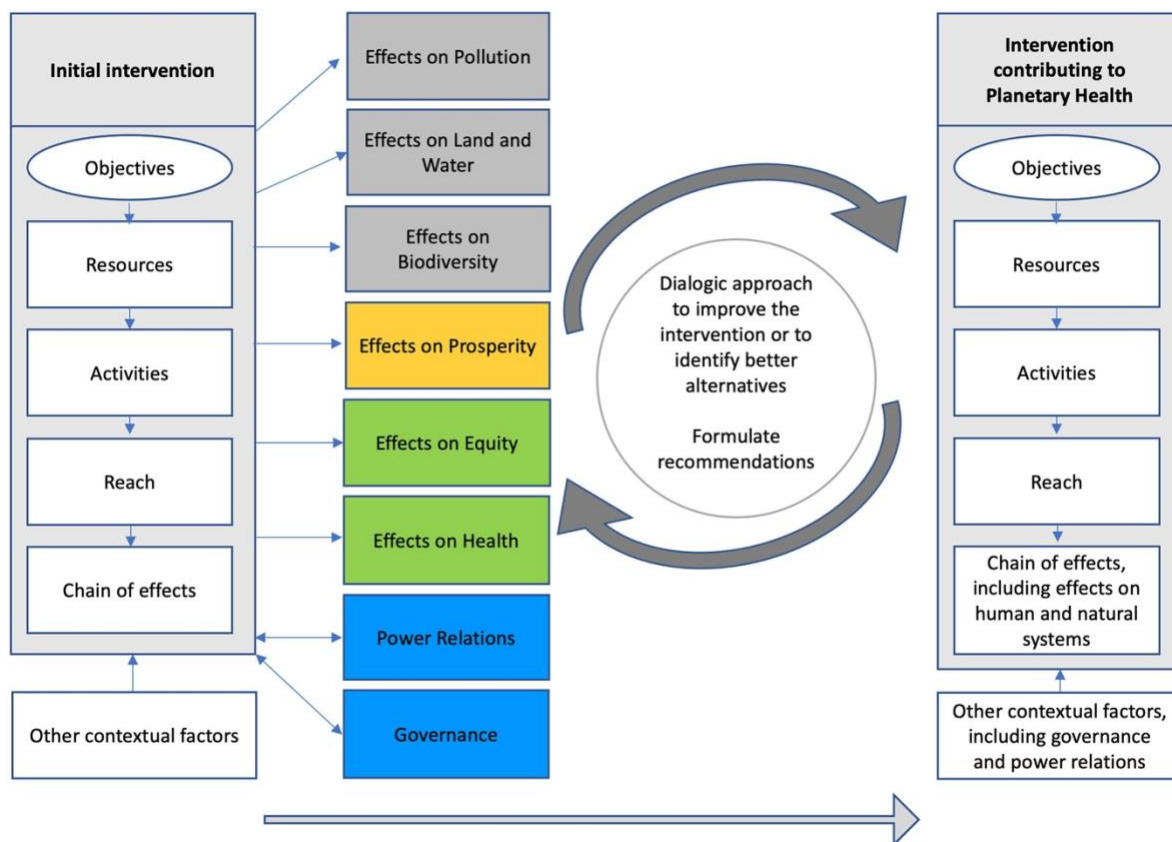 Initial intervention
Objectives
Resources
Activities
Reach
Chain of effects
Other contextual factors
Effects on Pollution
Effects on Land and
Water
Effects on
Biodiversity
Effects on Prosperity
Effects on Equity
Effects on Health
Power Relations
Governance
Dialogic approach
to improve the
intervention or to
identify better
alternatives
Formulate
recommendations
Intervention
contributing to
Planetary Health
Objectives
Resources
Activities
Reach
Chain of effects,
including effects on
human and natural
systems
Other contextual factors,
including governance
and power relations